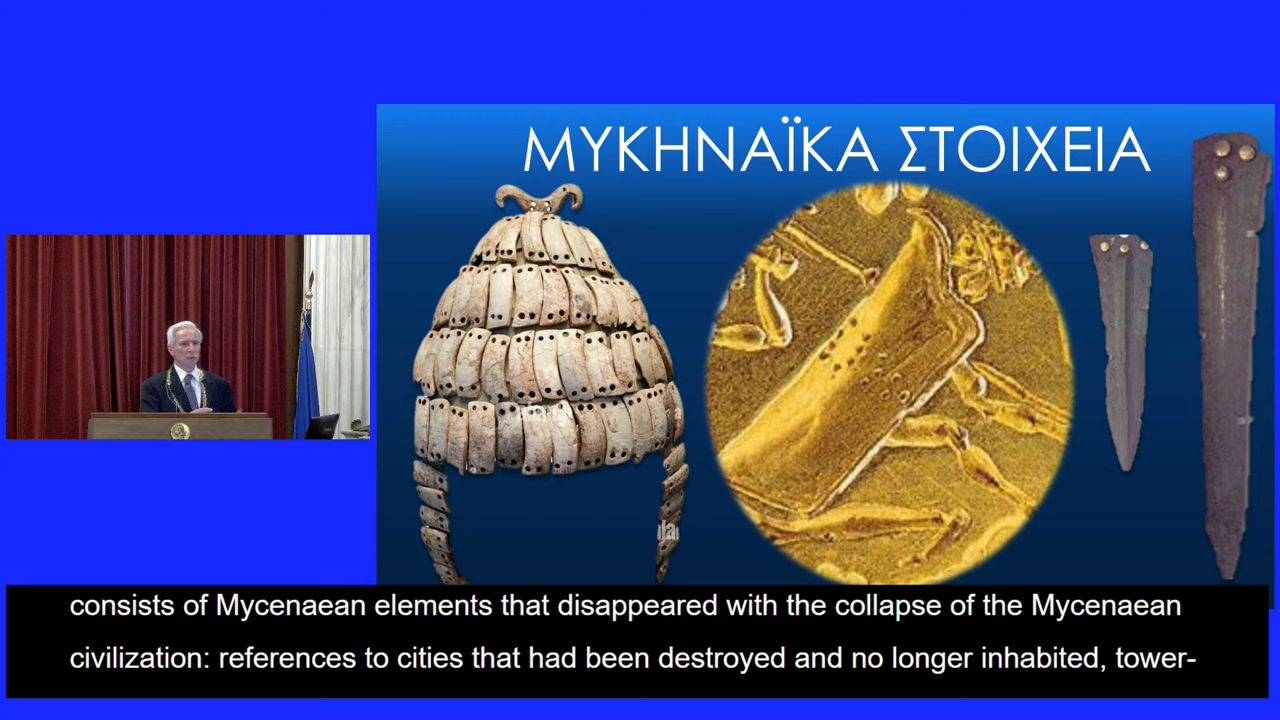 ΜΥΚΗΝΑΪΚΑ ΣΤΟΙΧΕΙΑ
consists of Mycenaean elements that disappeared with the collapse of the Mycenaean
civilization: references to cities that had been destroyed and no longer inhabited, tower-